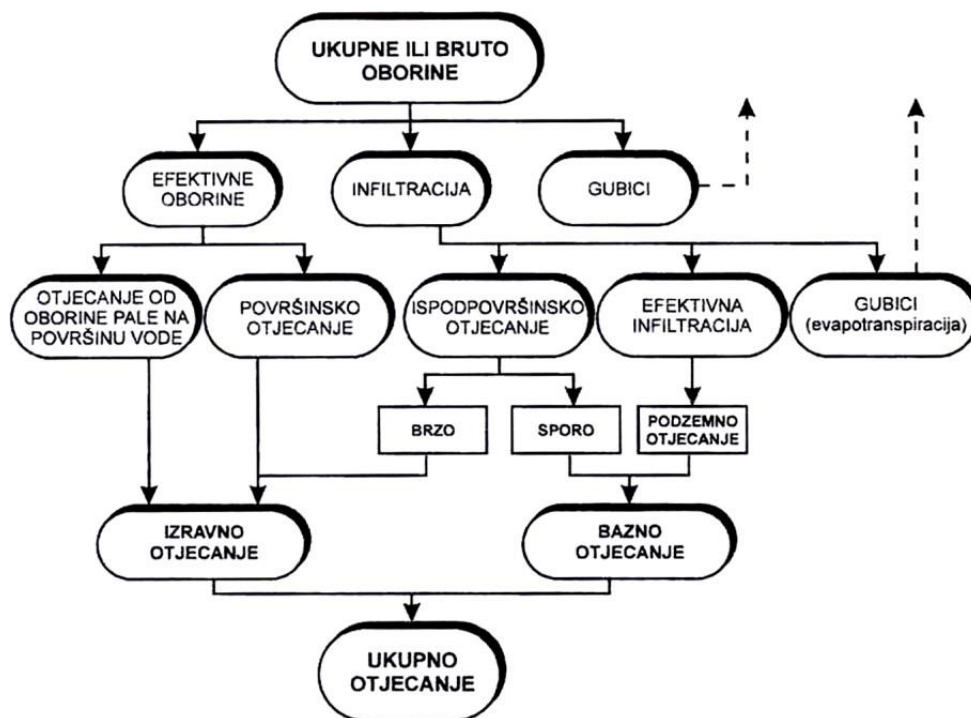 UKUPNE ILI BRUTO
OBORINE
EFEKTIVNE
OBORINE
INFILTRACIJA
GUBICI
OTJECANJE OD
OBORINE PALE NA
POVRŠINU VODE
POVRŠINSKO
OTJECANJE
ISPODPOVRŠINSKO
OTJECANJE
EFEKTIVNA
INFILTRACIJA
GUBICI
(evapotranspiracija)
BRZO
SPORO
PODZEMNO
OTJECANJE
IZRAVNO
OTJECANJE
BAZNO
OTJECANJE
UKUPNO
OTJECANJE